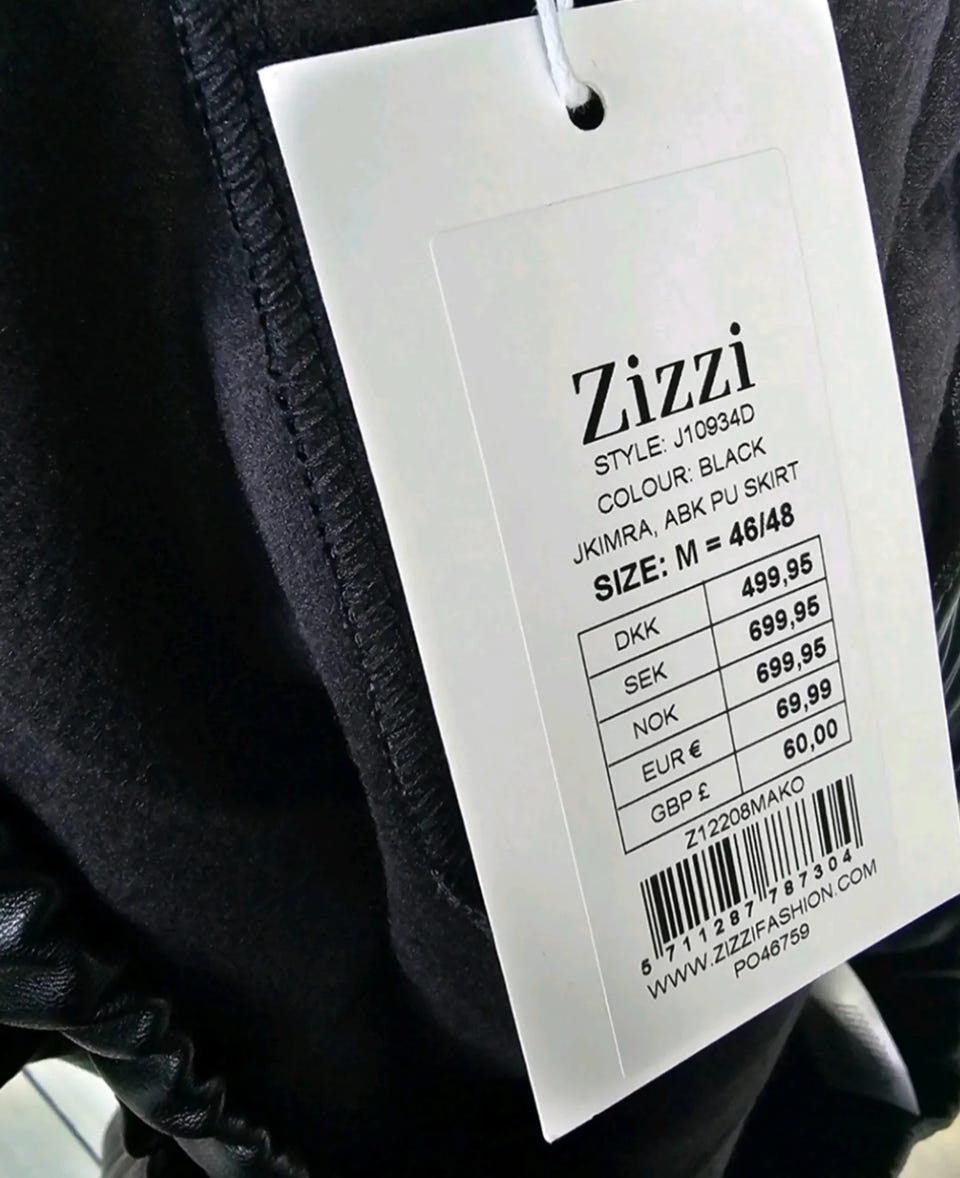 Zizzi
STYLE: J10934D
COLOUR: BLACK
JKIMRA, ABK PU SKIRT
SIZE: M = 46/48
DKK 499,95
SEK 699,95
NOK 699,95
EUR € 69,99
GBP £ 60,00
Z12208MAKO
5 711287 787304
WWW.ZIZZIFASHION.COM
PO46759